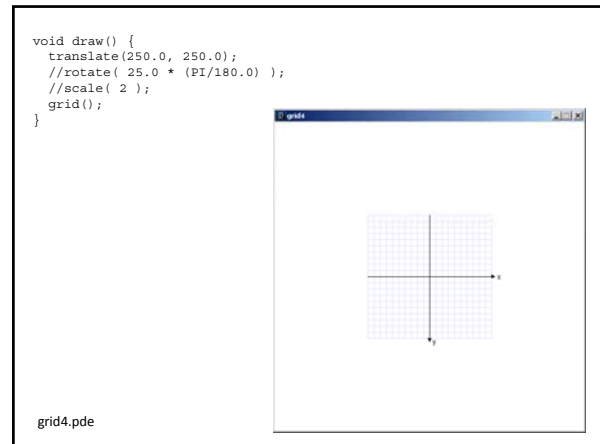 void draw() {
  translate(250.0, 250.0);
  //rotate( 25.0 * (PI/180.0) );
  //scale( 2 );
  grid();
}
grid4
x
y
grid4.pde